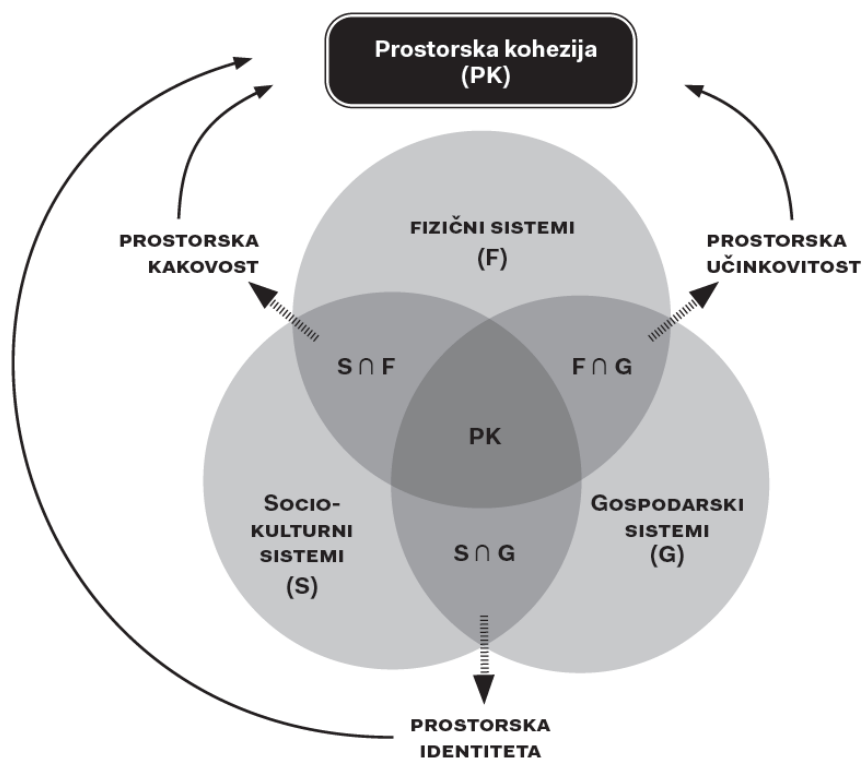 Prostorska kohezija
(PK)
FIZIČNI SISTEMI
(F)
PROSTORSKA
KAKOVOST
PROSTORSKA
UČINKOVITOST
S ∩ F
F ∩ G
PK
SOCIO-
KULTURNI
SISTEMI
(S)
GOSPODARSKI
SISTEMI
(G)
S ∩ G
PROSTORSKA
IDENTITETA